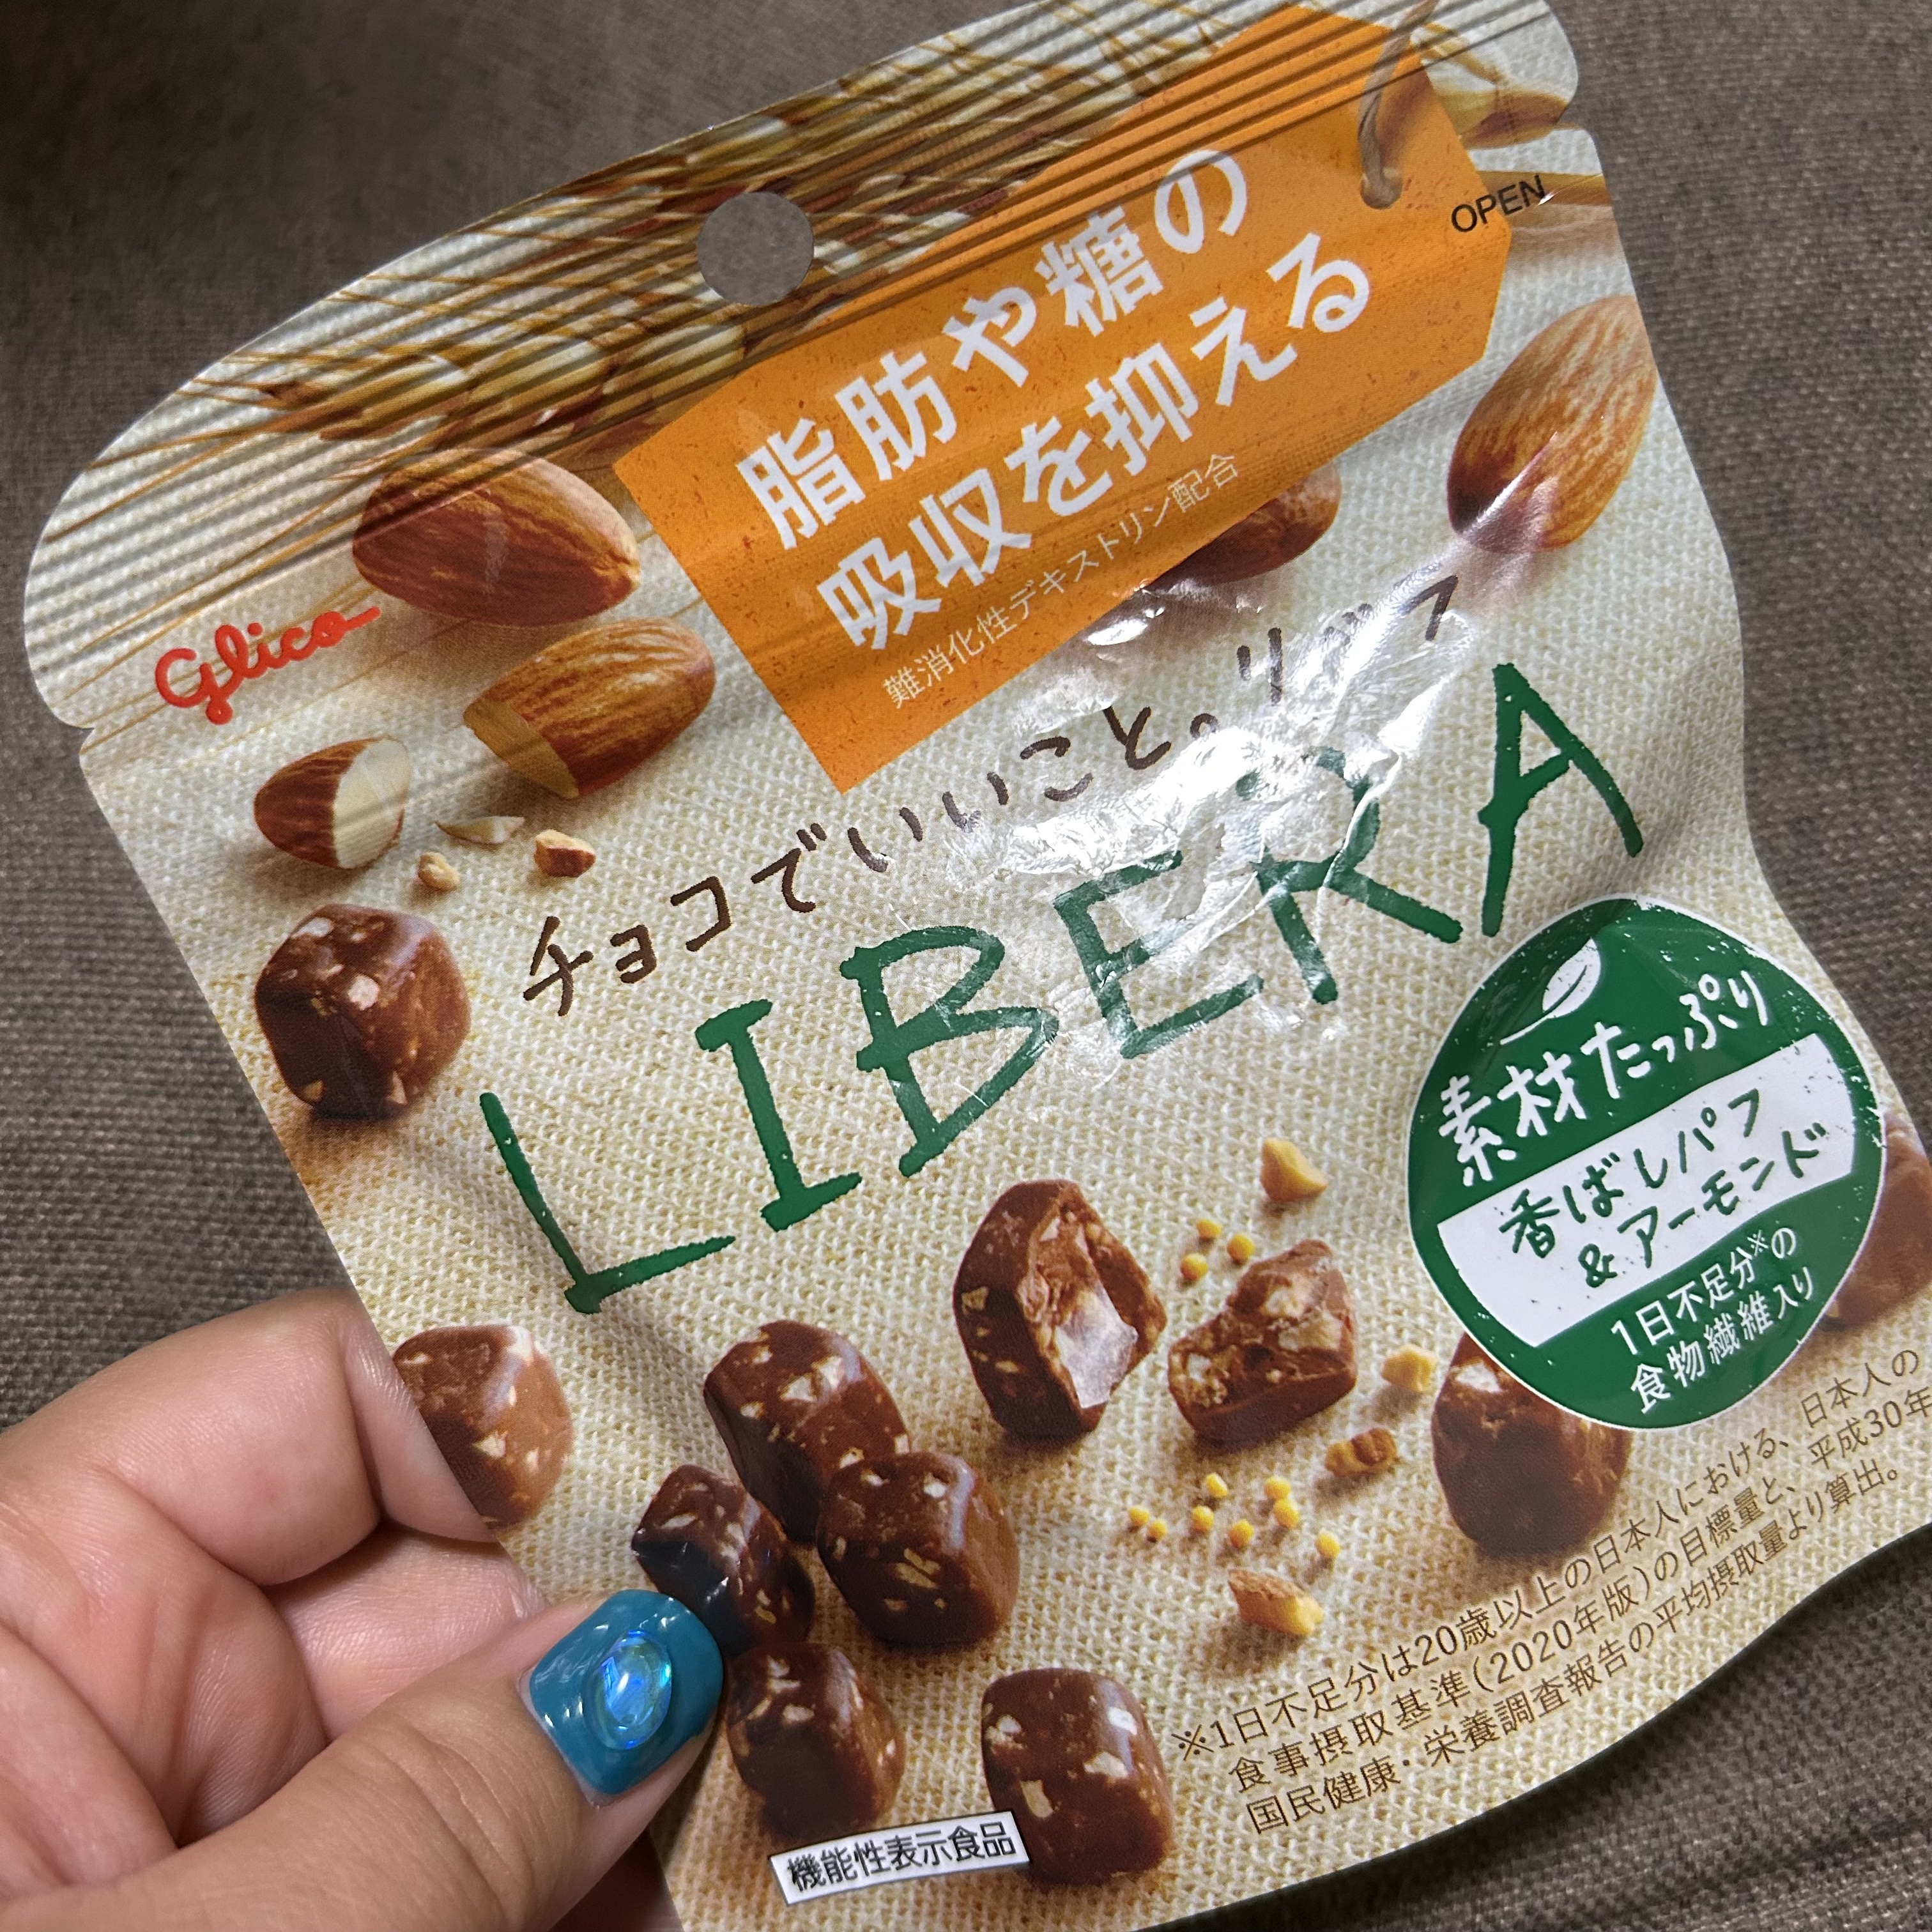 OPEN
脂肪や糖の
吸収を抑える
難消化性デキストリン配合
Glico
チョコでいいこと。リベラ
LIBERA
素材たっぷり
香ばしパフ
&アーモンド
1日不足分※の
食物繊維入り
※1日不足分は20歳以上の日本人における、日本人の
食事摂取基準(2020年版)の目標量と、平成30年
国民健康・栄養調査報告の平均摂取量より算出。
機能性表示食品